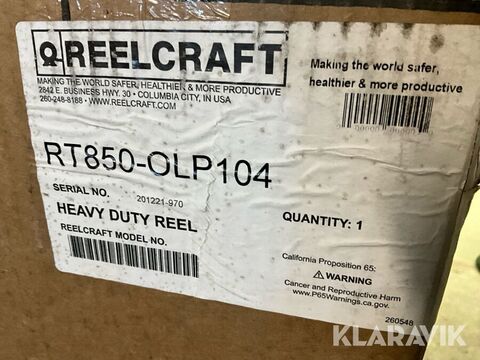 REELCRAFT
MAKING THE WORLD SAFER, HEALTHIER & MORE PRODUCTIVE
2842 E. BUSINESS HWY. 30 • COLUMBIA CITY, IN USA
260-248-8188 • WWW.REELCRAFT.COM
Making the world safer,
healthier & more productive
RT850-OLP104
SERIAL NO.
201221-970
HEAVY DUTY REEL
REELCRAFT MODEL NO.
QUANTITY: 1
California Proposition 65:
⚠WARNING
Cancer and Reproductive Harm
www.P65Warnings.ca.gov.
260548
KLARAVIK